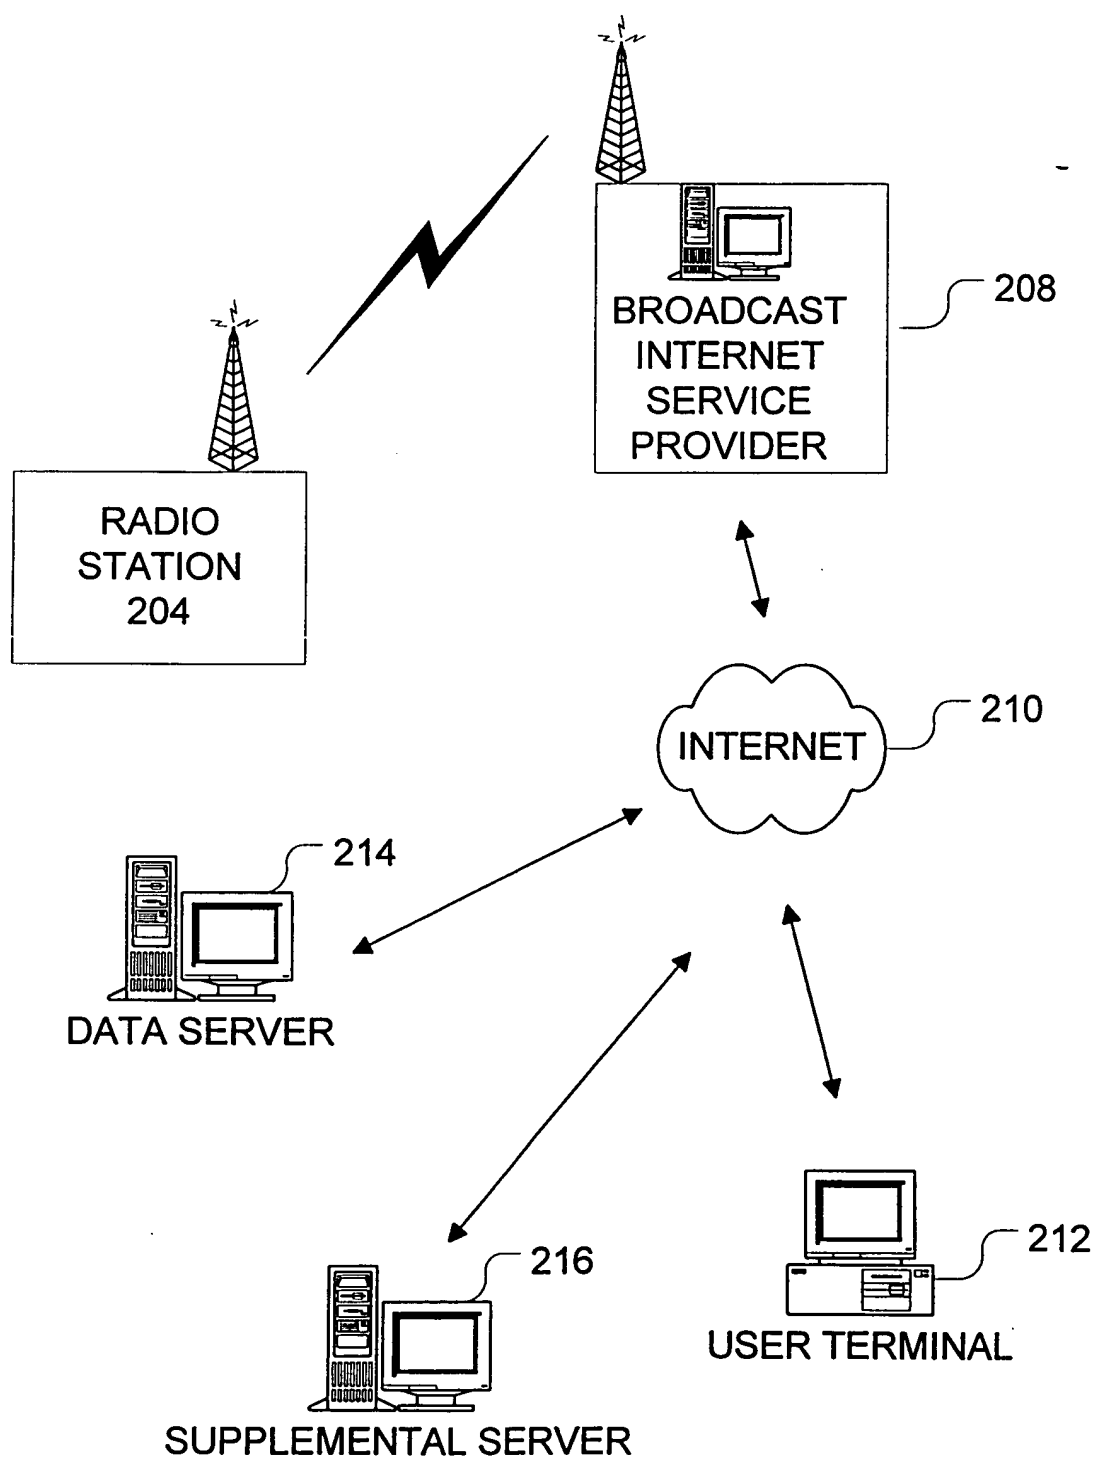 BROADCAST
INTERNET
SERVICE
PROVIDER
208
RADIO
STATION
204
INTERNET
210
214
DATA SERVER
216
SUPPLEMENTAL SERVER
212
USER TERMINAL